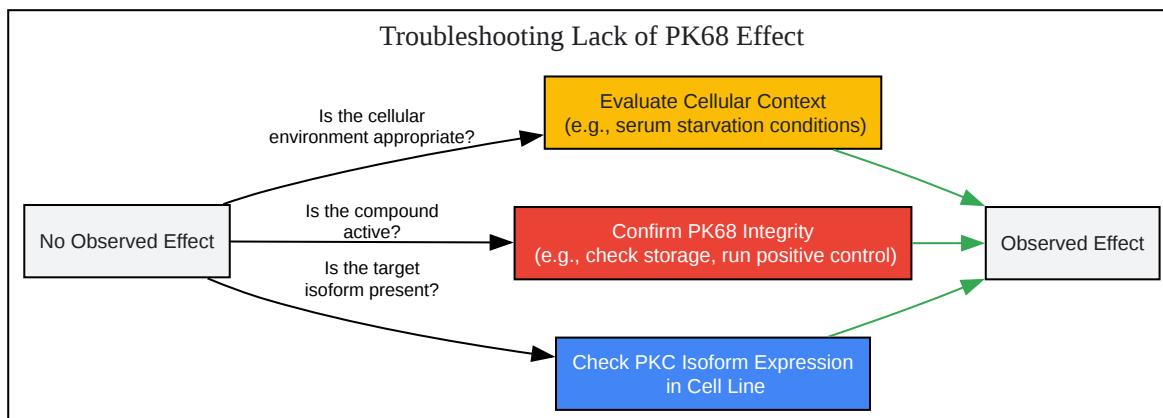 Troubleshooting Lack of PK68 Effect
Is the cellular
environment appropriate?
Evaluate Cellular Context
(e.g., serum starvation conditions)
No Observed Effect
Is the compound
active?
Confirm PK68 Integrity
(e.g., check storage, run positive control)
Observed Effect
Is the target
isoform present?
Check PKC Isoform Expression
in Cell Line